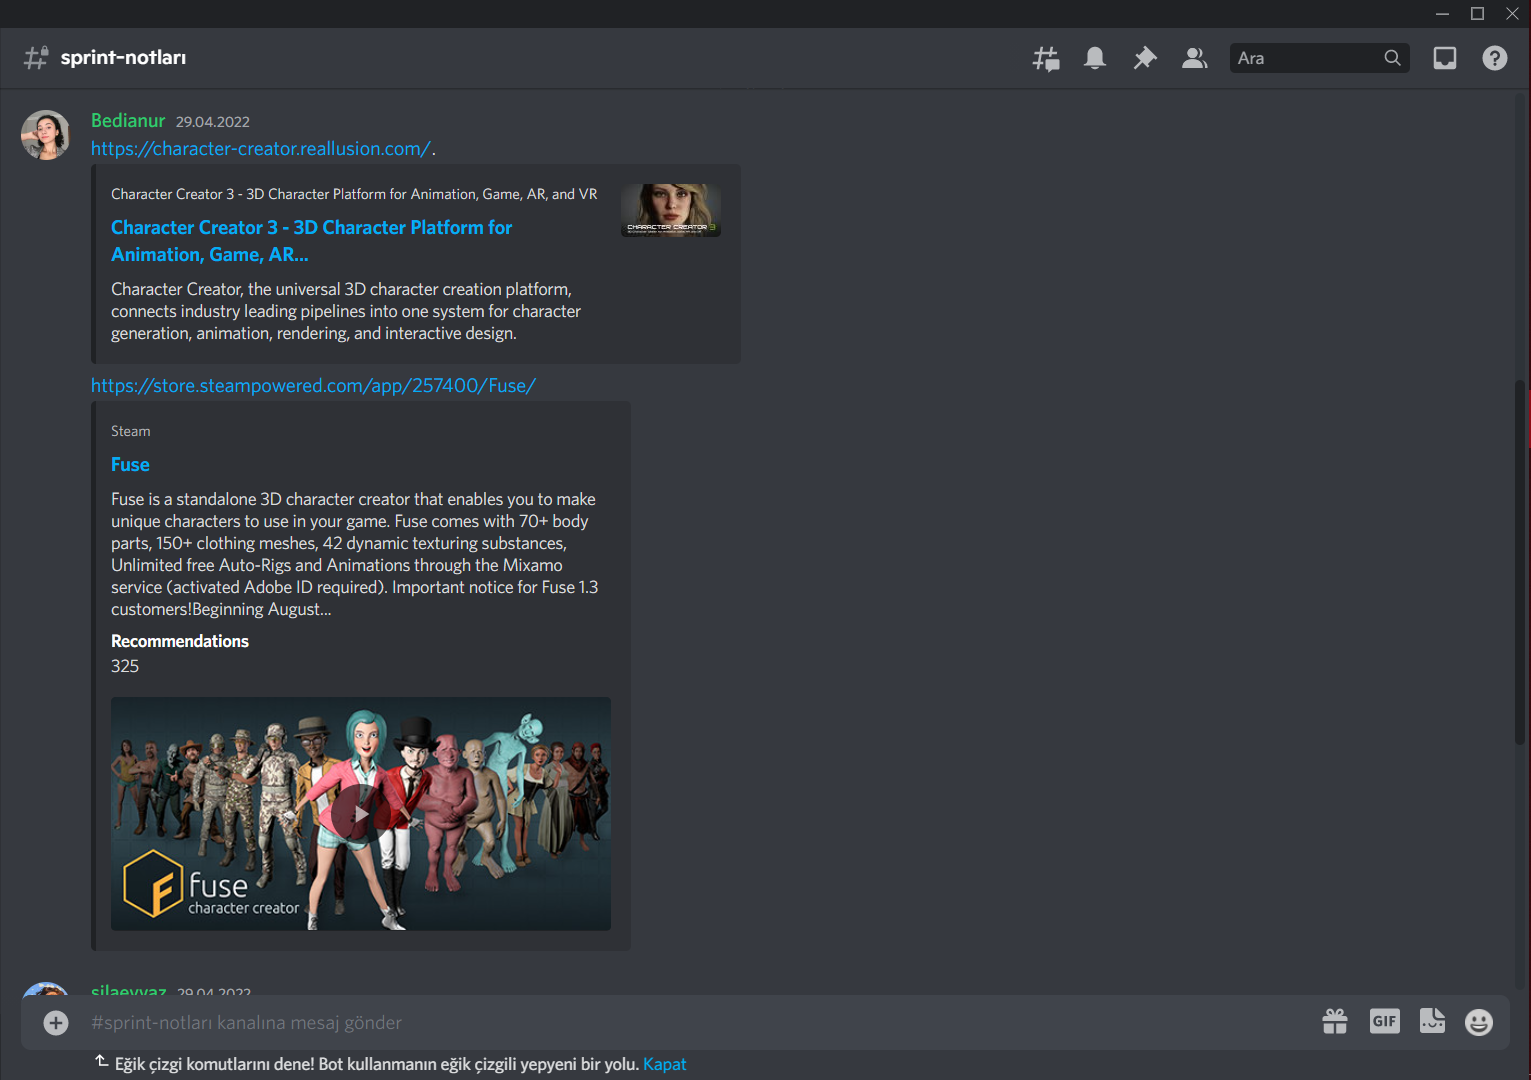 sprint-notları
Ara
Bedianur 29.04.2022
https://character-creator.reallusion.com/.
Character Creator 3 - 3D Character Platform for Animation, Game, AR, and VR
Character Creator 3 - 3D Character Platform for
Animation, Game, AR...
CHARACTER CREATOR 3
Character Creator, the universal 3D character creation platform,
connects industry leading pipelines into one system for character
generation, animation, rendering, and interactive design.
https://store.steampowered.com/app/257400/Fuse/
Steam
Fuse
Fuse is a standalone 3D character creator that enables you to make
unique characters to use in your game. Fuse comes with 70+ body
parts, 150+ clothing meshes, 42 dynamic texturing substances,
Unlimited free Auto-Rigs and Animations through the Mixamo
service (activated Adobe ID required). Important notice for Fuse 1.3
customers!Beginning August...
Recommendations
325
fuse
character creator
silaeyvaz 29.04.2022
#sprint-notları kanalına mesaj gönder
GIF
Eğik çizgi komutlarını dene! Bot kullanmanın eğik çizgili yepyeni bir yolu. Kapat